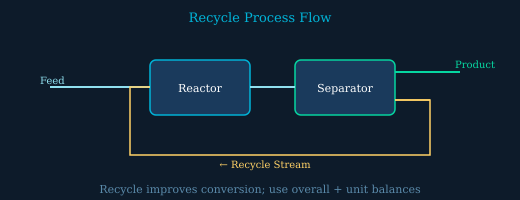 Recycle Process Flow
Feed
Reactor
Separator
Product
← Recycle Stream
Recycle improves conversion; use overall + unit balances